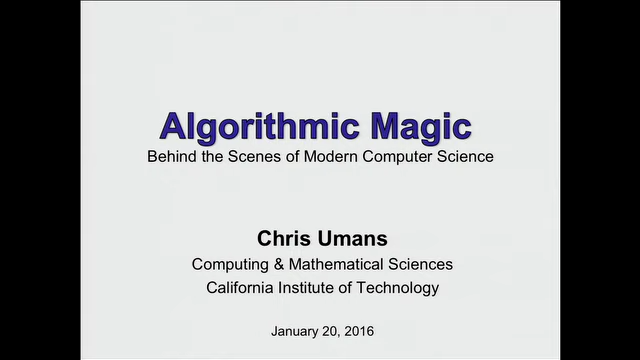 Algorithmic Magic
Behind the Scenes of Modern Computer Science
Chris Umans
Computing & Mathematical Sciences
California Institute of Technology
January 20, 2016